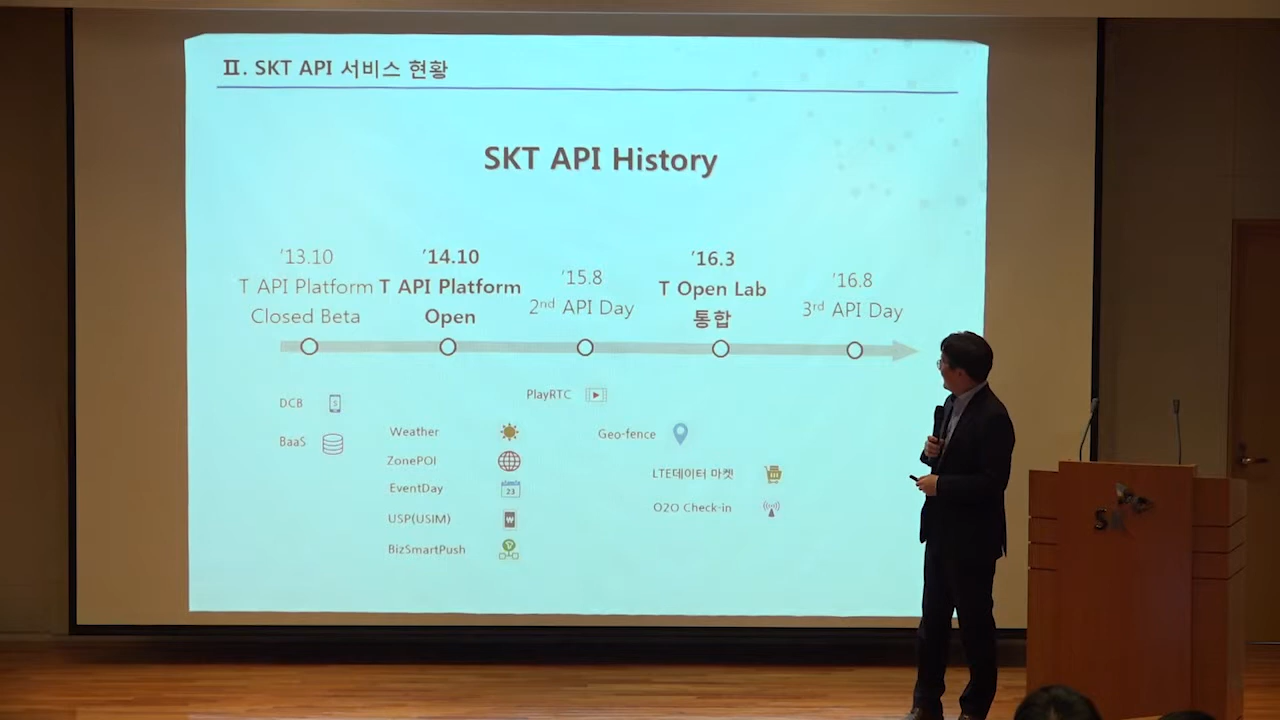 Ⅱ. SKT API 서비스 현황
SKT API History
'13.10
T API Platform
Closed Beta
'14.10
T API Platform
Open
'15.8
2nd API Day
'16.3
T Open Lab
통합
'16.8
3rd API Day
DCB
BaaS
Weather
ZonePOI
EventDay
23
USP(USIM)
BizSmartPush
PlayRTC
Geo-fence
LTE데이터 마켓
O2O Check-in
SK